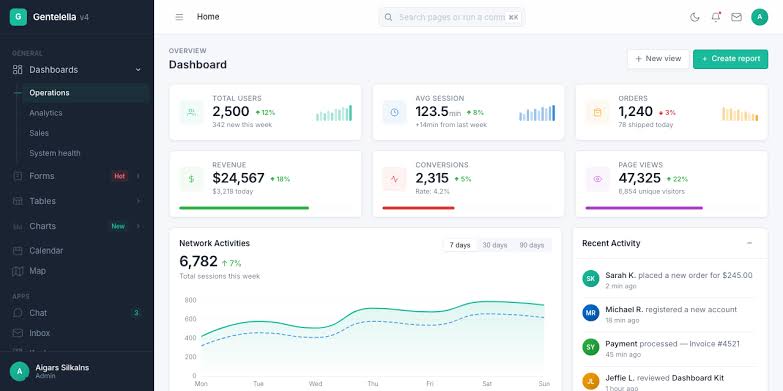 G Gentelella v4
Home
Search pages or run a comm ⌘K
A
GENERAL
Dashboards
Operations
Analytics
Sales
System health
Forms Hot
Tables
Charts New
Calendar
Map
APPS
Chat 3
Inbox
A Aigars Silkalns
Admin
OVERVIEW
Dashboard
+ New view
+ Create report
TOTAL USERS
2,500 12%
342 new this week
AVG SESSION
123.5min 8%
+14min from last week
ORDERS
1,240 3%
78 shipped today
REVENUE
$24,567 18%
$3,218 today
CONVERSIONS
2,315 5%
Rate: 4.2%
PAGE VIEWS
47,325 22%
6,854 unique visitors
Network Activities
7 days 30 days 90 days
6,782 ↑ 7%
Total sessions this week
800
600
400
200
0
Mon Tue Wed Thu Fri Sat Sun
Recent Activity
SK Sarah K. placed a new order for $245.00
2 min ago
MR Michael R. registered a new account
18 min ago
SY Payment processed — Invoice #4521
45 min ago
JL Jeffie L. reviewed Dashboard Kit
1 hour ago